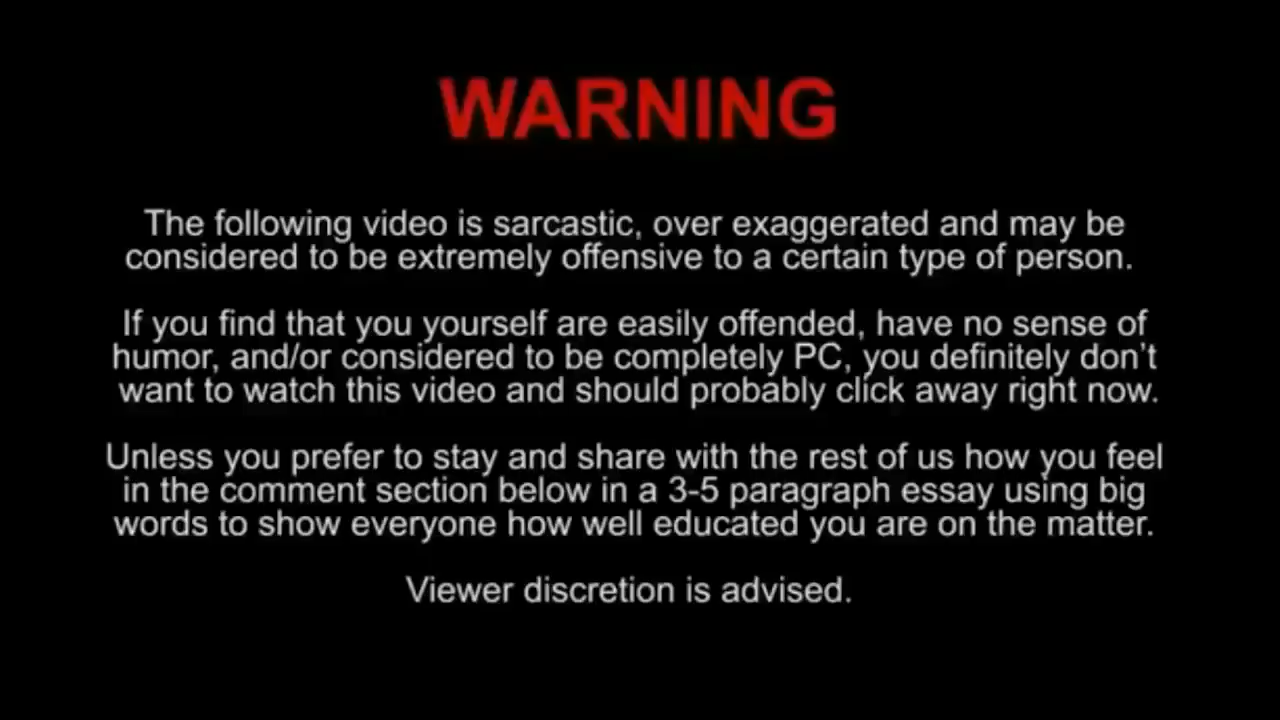 WARNING
The following video is sarcastic, over exaggerated and may be
considered to be extremely offensive to a certain type of person.
If you find that you yourself are easily offended, have no sense of
humor, and/or considered to be completely PC, you definitely don't
want to watch this video and should probably click away right now.
Unless you prefer to stay and share with the rest of us how you feel
in the comment section below in a 3-5 paragraph essay using big
words to show everyone how well educated you are on the matter.
Viewer discretion is advised.